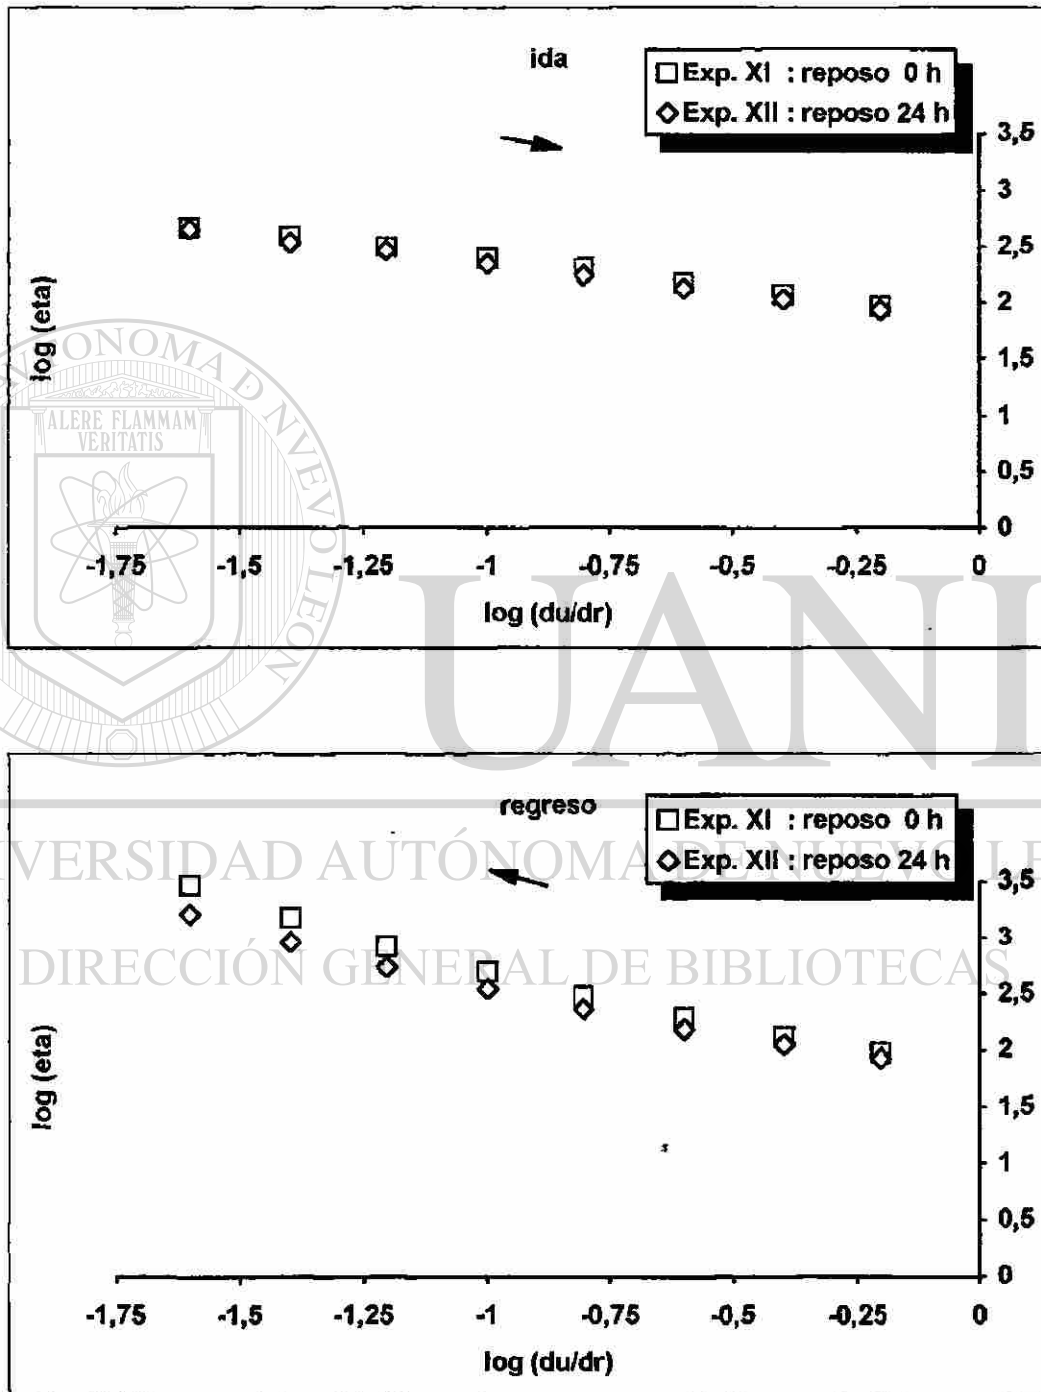 ida
□ Exp. XI : reposo 0 h
◇ Exp. XII : reposo 24 h
3,5
3
2,5
2
1,5
1
0,5
0
log (eta)
-1,75 -1,5 -1,25 -1 -0,75 -0,5 -0,25 0
log (du/dr)
ALERE FLAMMAM
VERITATIS
UANL
regreso
□ Exp. XI : reposo 0 h
◇ Exp. XII : reposo 24 h
VERSIDAD AUTÓNOMA DE NUEVO LE
DIRECCIÓN GENERAL DE BIBLIOTECAS
3,5
3
2,5
2
1,5
1
0,5
0
log (eta)
-1,75 -1,5 -1,25 -1 -0,75 -0,5 -0,25 0
log (du/dr)